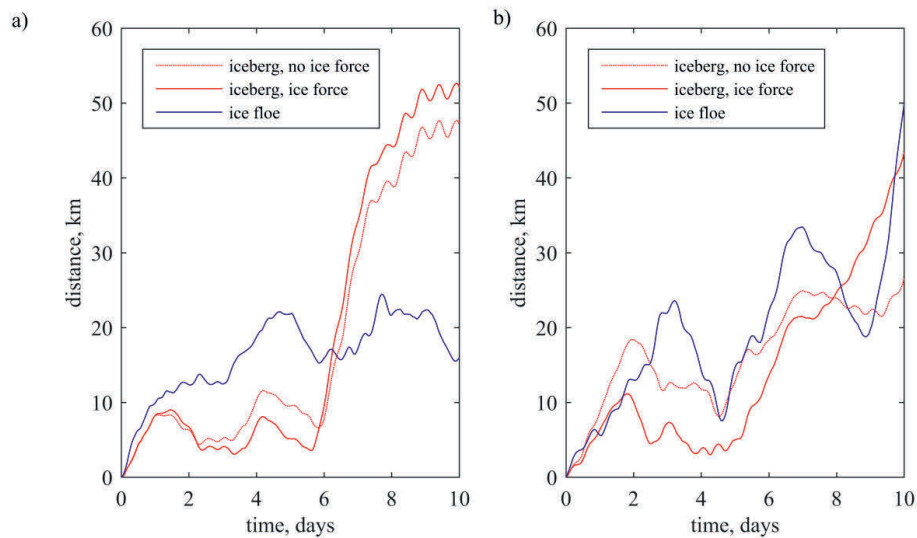 a)
60
50
40
30
20
10
0
distance, km
iceberg, no ice force
iceberg, ice force
ice floe
0 2 4 6 8 10
time, days
b)
60
50
40
30
20
10
0
distance, km
iceberg, no ice force
iceberg, ice force
ice floe
0 2 4 6 8 10
time, days